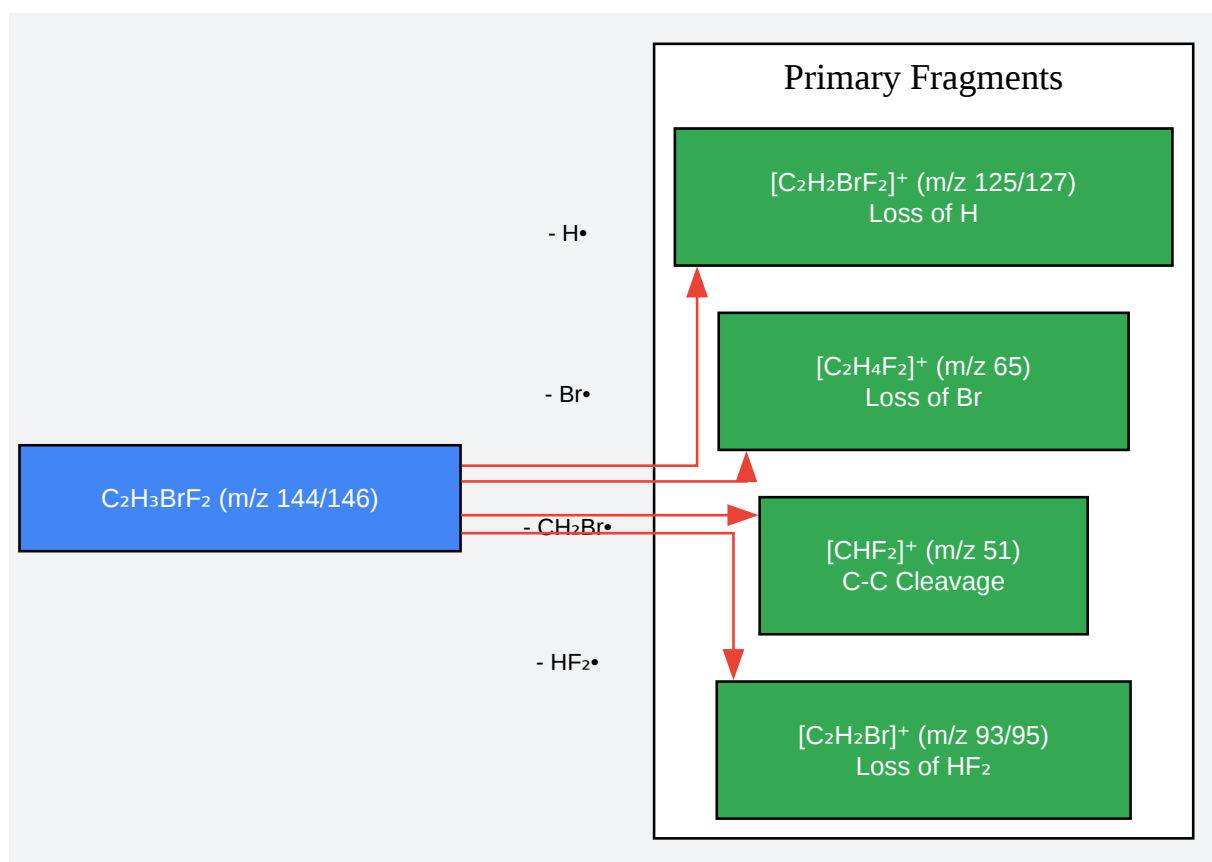 Primary Fragments
[C₂H₂BrF₂]⁺ (m/z 125/127)
Loss of H
- H•
[C₂H₄F₂]⁺ (m/z 65)
Loss of Br
- Br•
C₂H₃BrF₂ (m/z 144/146)
- CH₂Br•
[CHF₂]⁺ (m/z 51)
C-C Cleavage
- HF₂•
[C₂H₂Br]⁺ (m/z 93/95)
Loss of HF₂